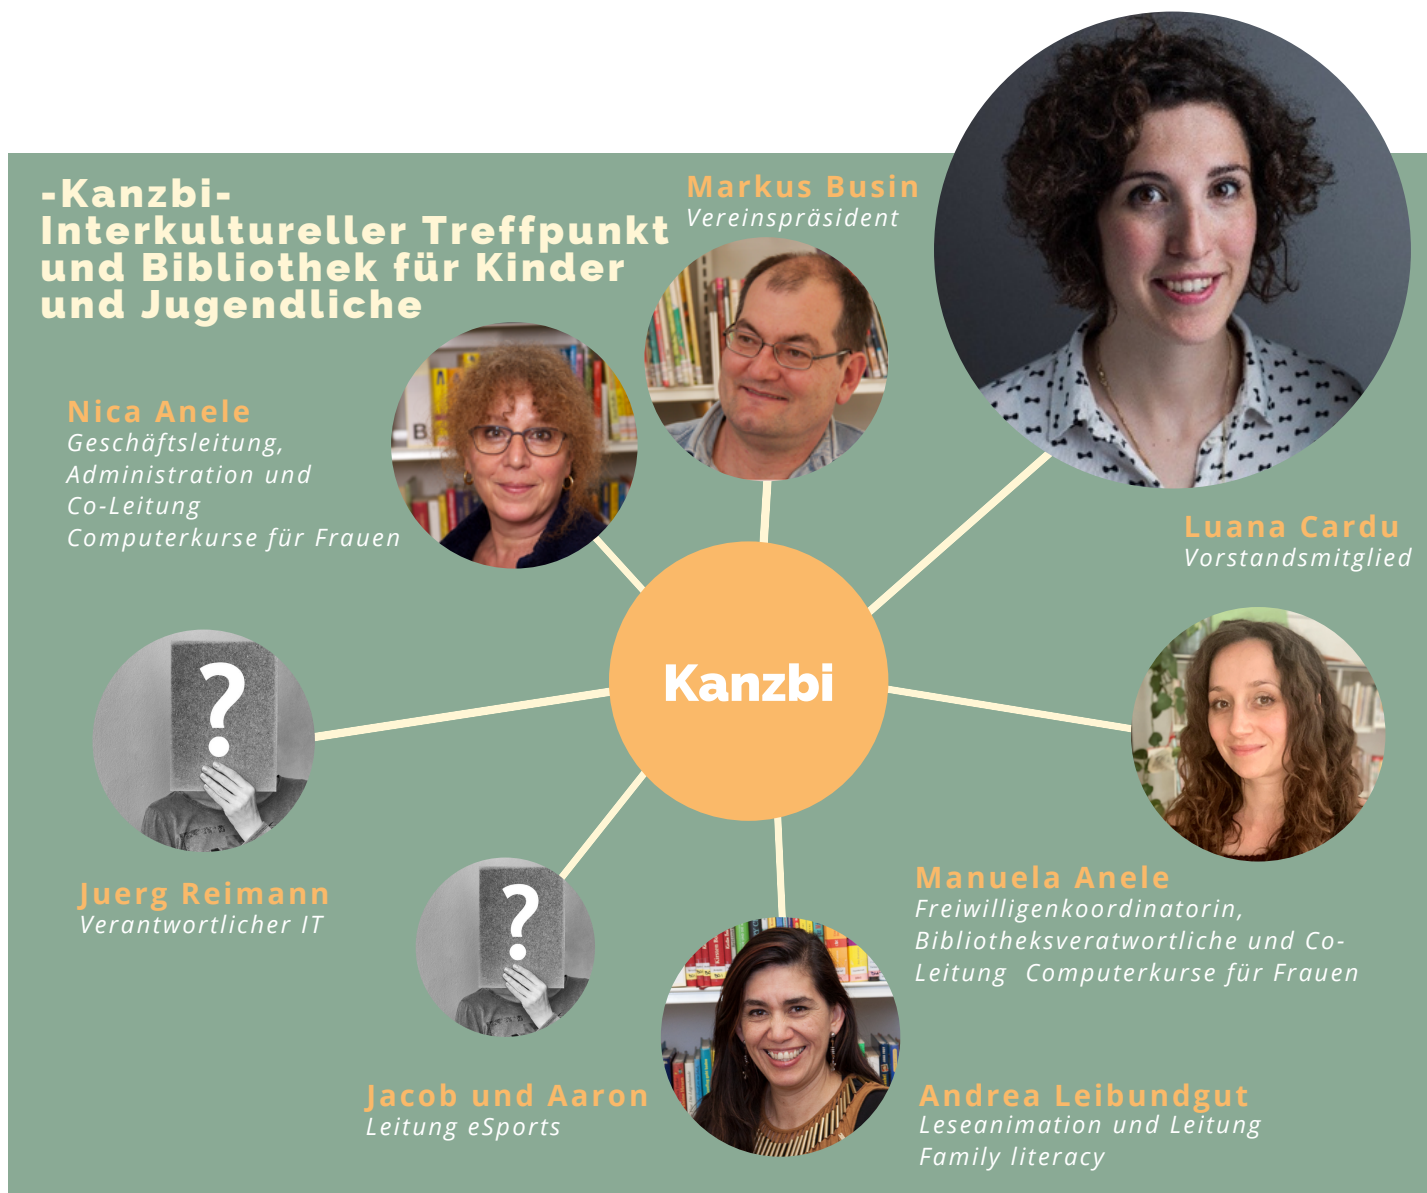 -Kanzbi-
Interkultureller Treffpunkt
und Bibliothek für Kinder
und Jugendliche
Markus Busin
Vereinspräsident
Nica Anele
Geschäftsleitung,
Administration und
Co-Leitung
Computerkurse für Frauen
B
Luana Cardu
Vorstandsmitglied
Kanzbi
?
Juerg Reimann
Verantwortlicher IT
Manuela Anele
Freiwilligenkoordinatorin,
Bibliotheksveratwortliche und Co-
Leitung  Computerkurse für Frauen
?
Jacob und Aaron
Leitung eSports
Andrea Leibundgut
Leseanimation und Leitung
Family literacy